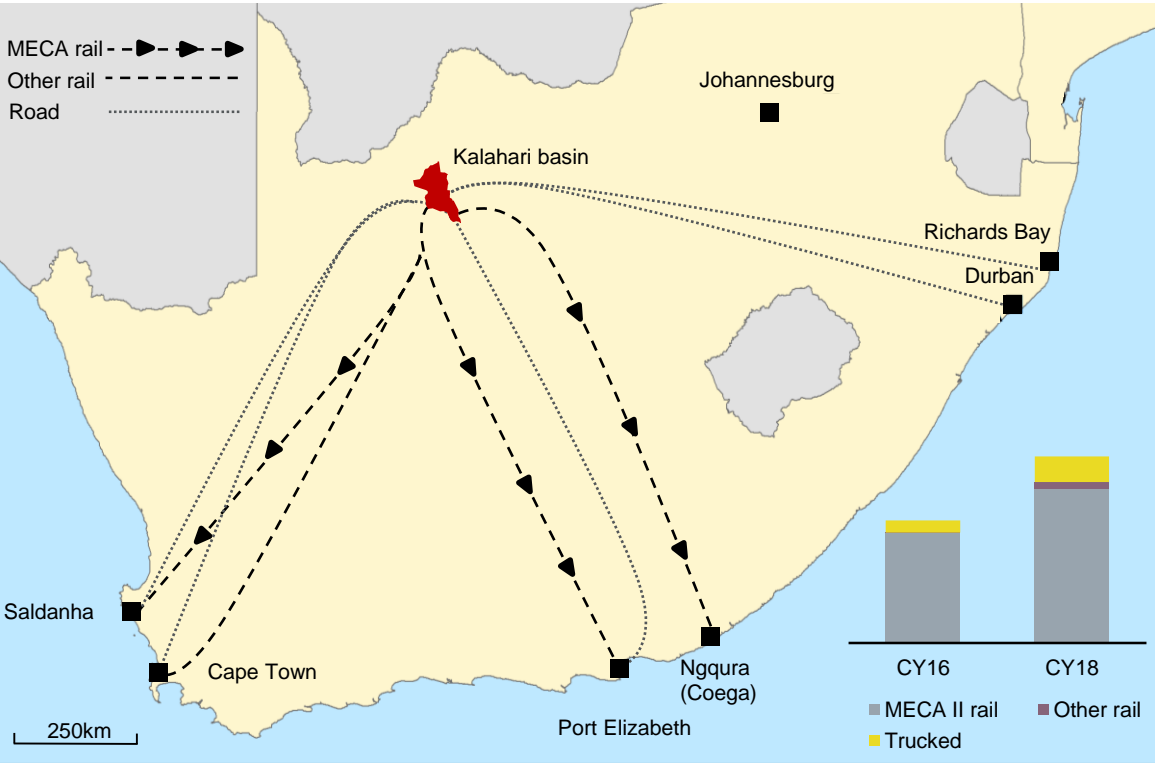 MECA rail
Other rail
Road
Johannesburg
Kalahari basin
Richards Bay
Durban
Saldanha
Cape Town
Ngqura
(Coega)
Port Elizabeth
250km
CY16
CY18
MECA II rail
Other rail
Trucked